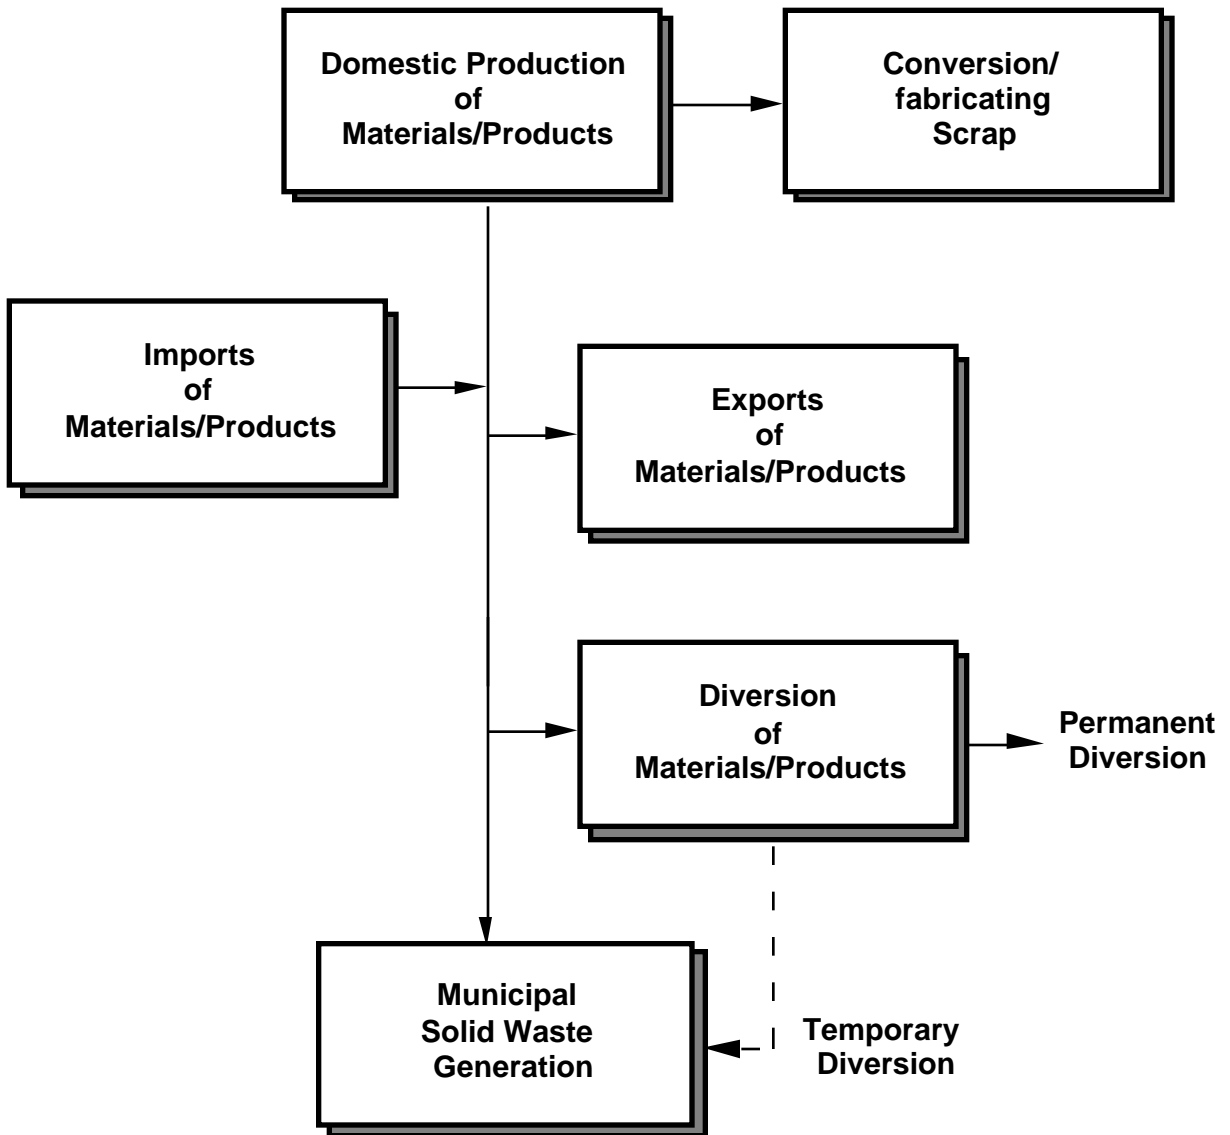 Domestic Production
of
Materials/Products
Conversion/
fabricating
Scrap
Imports
of
Materials/Products
Exports
of
Materials/Products
Diversion
of
Materials/Products
Permanent
Diversion
Municipal
Solid Waste
Generation
Temporary
Diversion